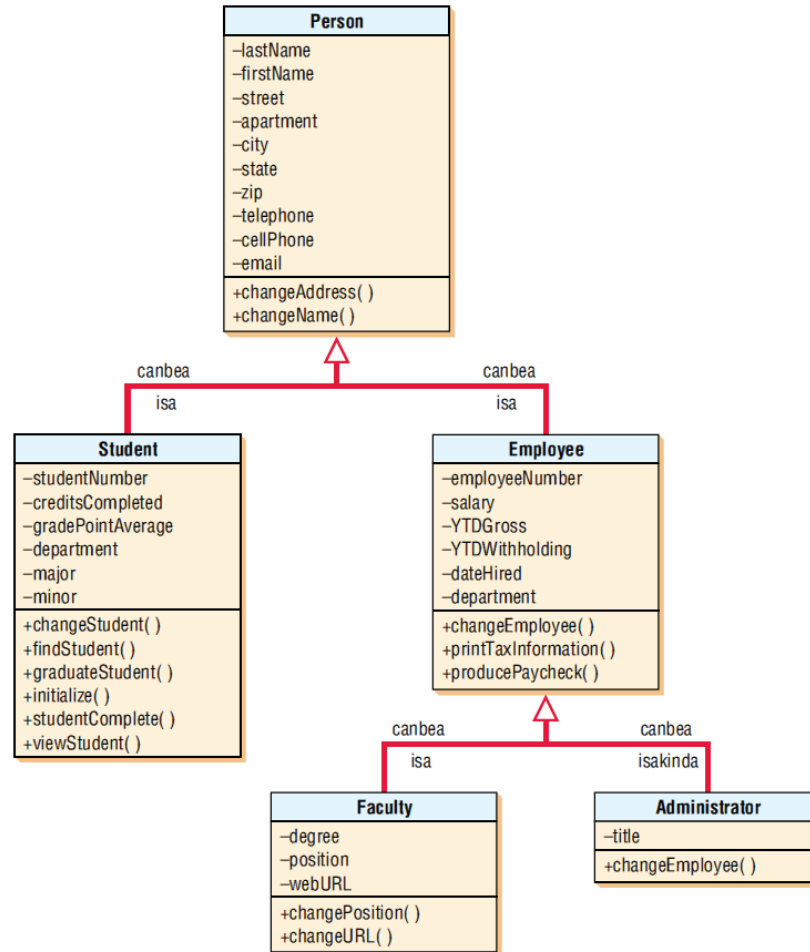 Person
–lastName
–firstName
–street
–apartment
–city
–state
–zip
–telephone
–cellPhone
–email
+changeAddress( )
+changeName( )
canbea
canbea
isa
isa
Student
–studentNumber
–creditsCompleted
–gradePointAverage
–department
–major
–minor
+changeStudent( )
+findStudent( )
+graduateStudent( )
+initialize( )
+studentComplete( )
+viewStudent( )
Employee
–employeeNumber
–salary
–YTDGross
–YTDWithholding
–dateHired
–department
+changeEmployee( )
+printTaxInformation( )
+producePaycheck( )
canbea
canbea
isa
isakinda
Faculty
–degree
–position
–webURL
+changePosition( )
+changeURL( )
Administrator
–title
+changeEmployee( )